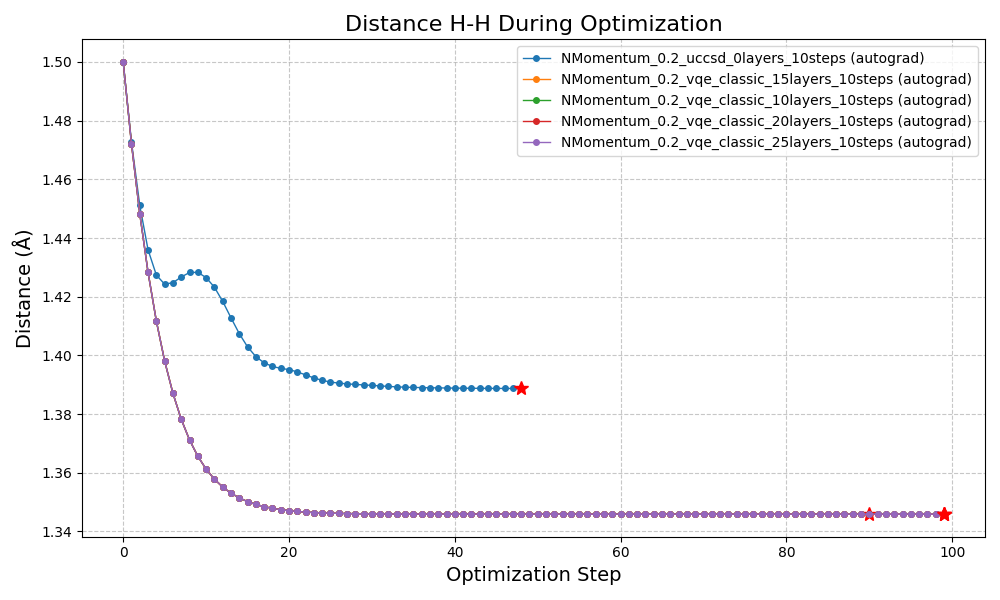 Distance H-H During Optimization
NMomentum_0.2_uccsd_0layers_10steps (autograd)
NMomentum_0.2_vqe_classic_15layers_10steps (autograd)
NMomentum_0.2_vqe_classic_10layers_10steps (autograd)
NMomentum_0.2_vqe_classic_20layers_10steps (autograd)
NMomentum_0.2_vqe_classic_25layers_10steps (autograd)
Distance (Å)
1.50
1.48
1.46
1.44
1.42
1.40
1.38
1.36
1.34
0 20 40 60 80 100
Optimization Step